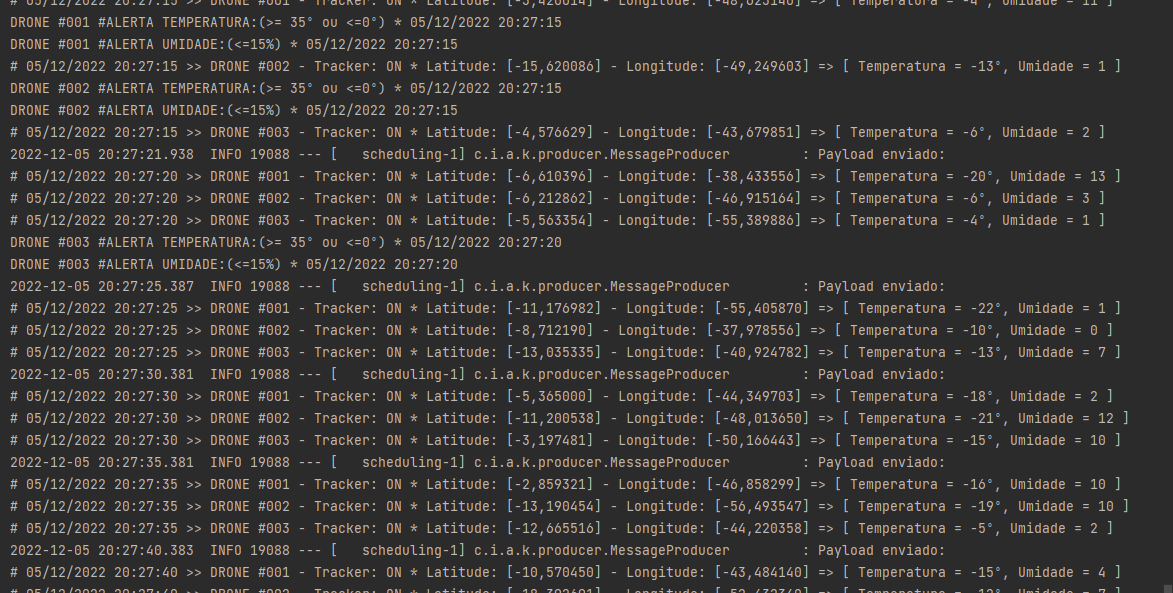 # 05/12/2022 20:27:15 >> DRONE #001 - Tracker: ON * Latitude: [-3,420014] - Longitude: [-48,023140] => [ Temperatura = -4°, Umidade = 11 ]
DRONE #001 #ALERTA TEMPERATURA:(>= 35° ou <=0°) * 05/12/2022 20:27:15
DRONE #001 #ALERTA UMIDADE:(<=15%) * 05/12/2022 20:27:15
# 05/12/2022 20:27:15 >> DRONE #002 - Tracker: ON * Latitude: [-15,620086] - Longitude: [-49,249603] => [ Temperatura = -13°, Umidade = 1 ]
DRONE #002 #ALERTA TEMPERATURA:(>= 35° ou <=0°) * 05/12/2022 20:27:15
DRONE #002 #ALERTA UMIDADE:(<=15%) * 05/12/2022 20:27:15
# 05/12/2022 20:27:15 >> DRONE #003 - Tracker: ON * Latitude: [-4,576629] - Longitude: [-43,679851] => [ Temperatura = -6°, Umidade = 2 ]
2022-12-05 20:27:21.938  INFO 19088 --- [   scheduling-1] c.i.a.k.producer.MessageProducer         : Payload enviado:
# 05/12/2022 20:27:20 >> DRONE #001 - Tracker: ON * Latitude: [-6,610396] - Longitude: [-38,433556] => [ Temperatura = -20°, Umidade = 13 ]
# 05/12/2022 20:27:20 >> DRONE #002 - Tracker: ON * Latitude: [-6,212862] - Longitude: [-46,915164] => [ Temperatura = -6°, Umidade = 3 ]
# 05/12/2022 20:27:20 >> DRONE #003 - Tracker: ON * Latitude: [-5,563354] - Longitude: [-55,389886] => [ Temperatura = -4°, Umidade = 1 ]
DRONE #003 #ALERTA TEMPERATURA:(>= 35° ou <=0°) * 05/12/2022 20:27:20
DRONE #003 #ALERTA UMIDADE:(<=15%) * 05/12/2022 20:27:20
2022-12-05 20:27:25.387  INFO 19088 --- [   scheduling-1] c.i.a.k.producer.MessageProducer         : Payload enviado:
# 05/12/2022 20:27:25 >> DRONE #001 - Tracker: ON * Latitude: [-11,176982] - Longitude: [-55,405870] => [ Temperatura = -22°, Umidade = 1 ]
# 05/12/2022 20:27:25 >> DRONE #002 - Tracker: ON * Latitude: [-8,712190] - Longitude: [-37,978556] => [ Temperatura = -10°, Umidade = 0 ]
# 05/12/2022 20:27:25 >> DRONE #003 - Tracker: ON * Latitude: [-13,035335] - Longitude: [-40,924782] => [ Temperatura = -13°, Umidade = 7 ]
2022-12-05 20:27:30.381  INFO 19088 --- [   scheduling-1] c.i.a.k.producer.MessageProducer         : Payload enviado:
# 05/12/2022 20:27:30 >> DRONE #001 - Tracker: ON * Latitude: [-5,365000] - Longitude: [-44,349703] => [ Temperatura = -18°, Umidade = 2 ]
# 05/12/2022 20:27:30 >> DRONE #002 - Tracker: ON * Latitude: [-11,200538] - Longitude: [-48,013650] => [ Temperatura = -21°, Umidade = 12 ]
# 05/12/2022 20:27:30 >> DRONE #003 - Tracker: ON * Latitude: [-3,197481] - Longitude: [-50,166443] => [ Temperatura = -15°, Umidade = 10 ]
2022-12-05 20:27:35.381  INFO 19088 --- [   scheduling-1] c.i.a.k.producer.MessageProducer         : Payload enviado:
# 05/12/2022 20:27:35 >> DRONE #001 - Tracker: ON * Latitude: [-2,859321] - Longitude: [-46,858299] => [ Temperatura = -16°, Umidade = 10 ]
# 05/12/2022 20:27:35 >> DRONE #002 - Tracker: ON * Latitude: [-13,190454] - Longitude: [-56,493547] => [ Temperatura = -19°, Umidade = 10 ]
# 05/12/2022 20:27:35 >> DRONE #003 - Tracker: ON * Latitude: [-12,665516] - Longitude: [-44,220358] => [ Temperatura = -5°, Umidade = 2 ]
2022-12-05 20:27:40.383  INFO 19088 --- [   scheduling-1] c.i.a.k.producer.MessageProducer         : Payload enviado:
# 05/12/2022 20:27:40 >> DRONE #001 - Tracker: ON * Latitude: [-10,570450] - Longitude: [-43,484140] => [ Temperatura = -15°, Umidade = 4 ]
# 05/12/2022 20:27:40 >> DRONE #002 - Tracker: ON * Latitude: - Longitude: => [ Temperatura = Umidade = ]